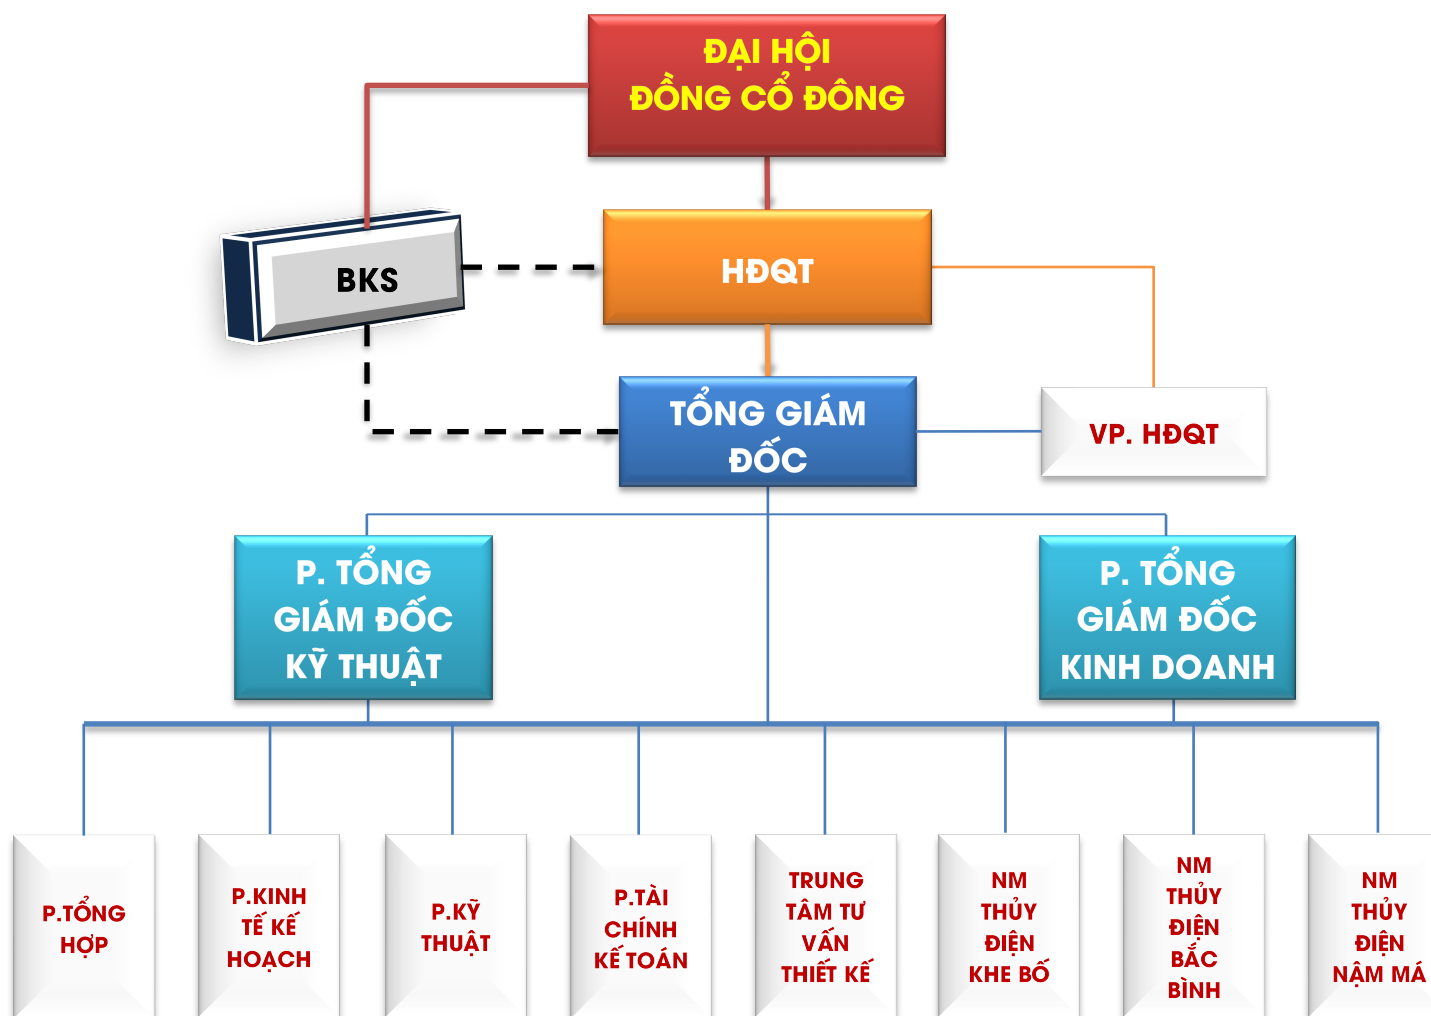 ĐẠI HỘI
ĐỒNG CỔ ĐÔNG
BKS
HĐQT
TỔNG GIÁM
ĐỐC
VP. HĐQT
P. TỔNG
GIÁM ĐỐC
KỸ THUẬT
P. TỔNG
GIÁM ĐỐC
KINH DOANH
P.TỔNG
HỢP
P.KINH
TẾ KẾ
HOẠCH
P.KỸ
THUẬT
P.TÀI
CHÍNH
KẾ TOÁN
TRUNG
TÂM TƯ
VẤN
THIẾT KẾ
NM
THỦY
ĐIỆN
KHE BỐ
NM
THỦY
ĐIỆN
BẮC
BÌNH
NM
THỦY
ĐIỆN
NẬM MÁ